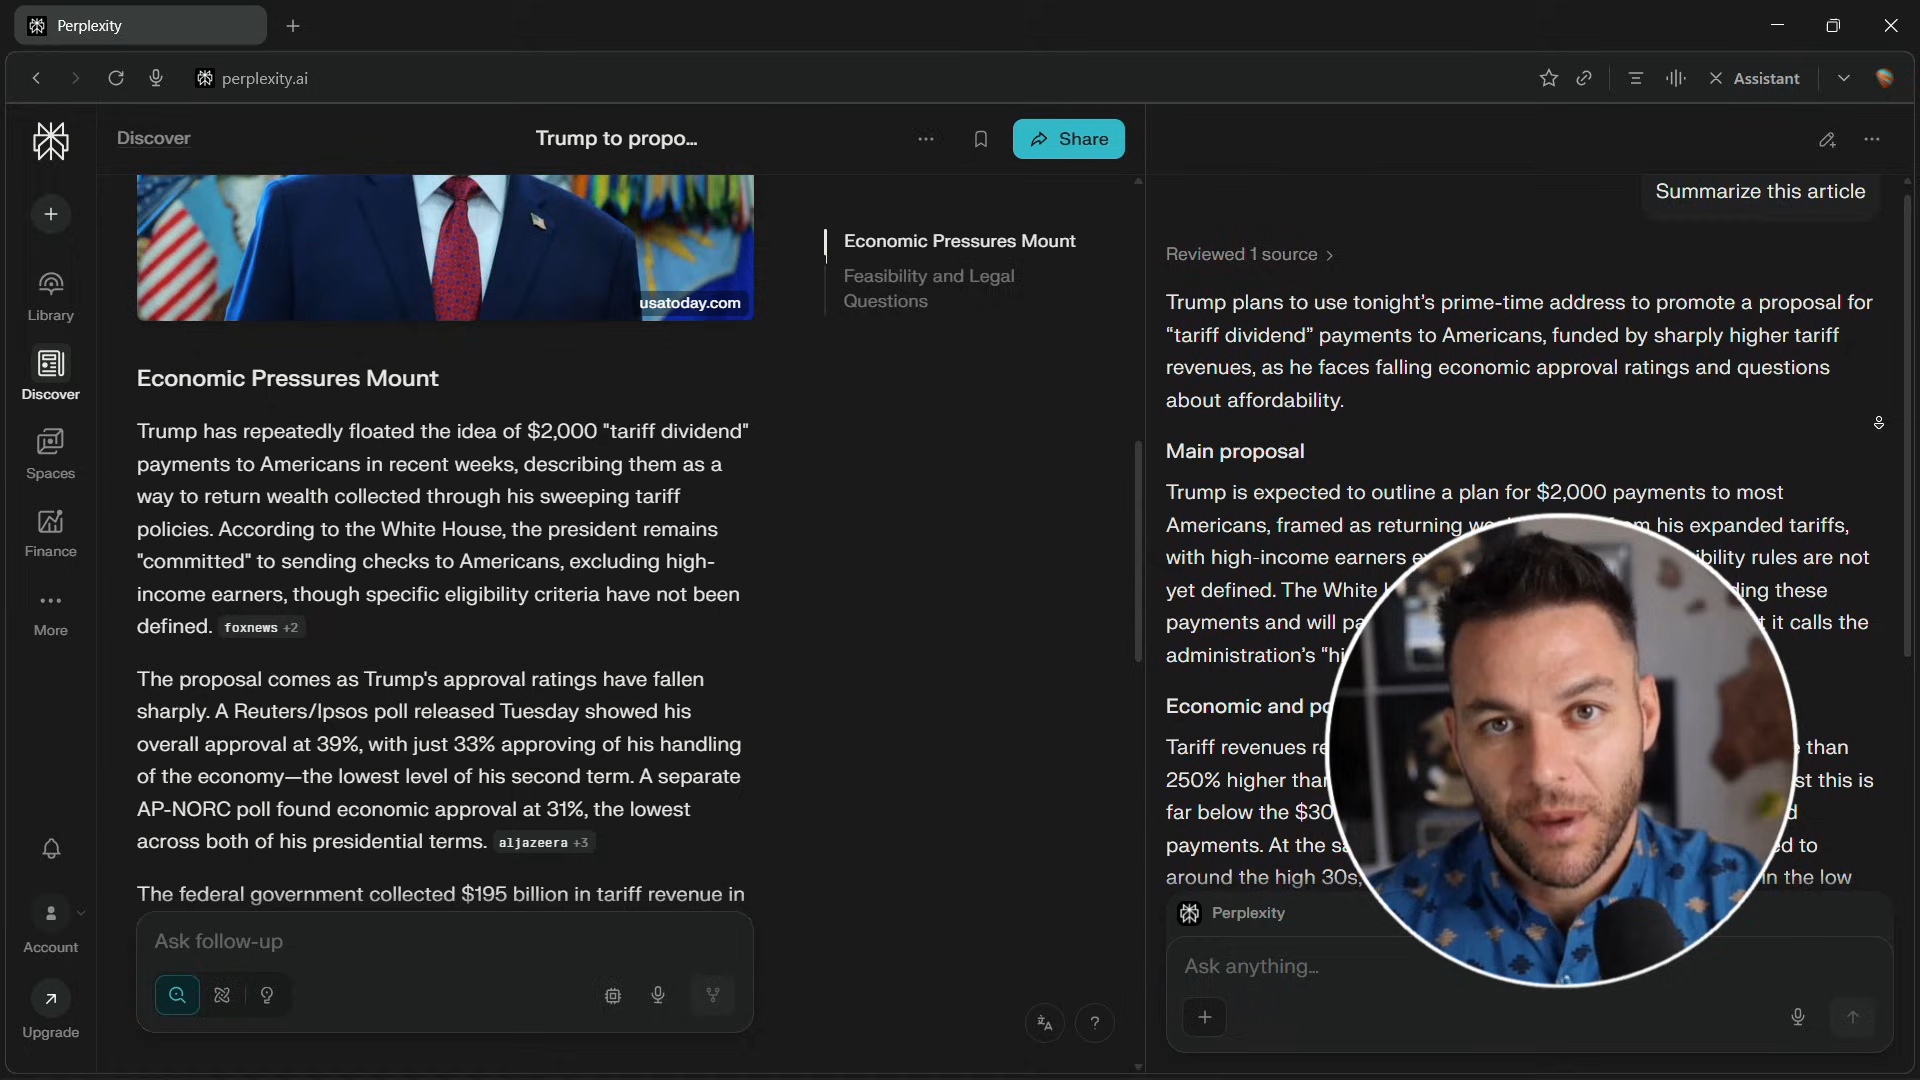 Perplexity
perplexity.ai
Assistant
Discover
Trump to propo...
Share
Library
Discover
Spaces
Finance
More
Account
Upgrade
usatoday.com
Economic Pressures Mount
Feasibility and Legal
Questions
Economic Pressures Mount
Trump has repeatedly floated the idea of $2,000 "tariff dividend"
payments to Americans in recent weeks, describing them as a
way to return wealth collected through his sweeping tariff
policies. According to the White House, the president remains
"committed" to sending checks to Americans, excluding high-
income earners, though specific eligibility criteria have not been
defined. foxnews +2
The proposal comes as Trump's approval ratings have fallen
sharply. A Reuters/Ipsos poll released Tuesday showed his
overall approval at 39%, with just 33% approving of his handling
of the economy—the lowest level of his second term. A separate
AP-NORC poll found economic approval at 31%, the lowest
across both of his presidential terms. aljazeera +3
The federal government collected $195 billion in tariff revenue in
Ask follow-up
Summarize this article
Reviewed 1 source >
Trump plans to use tonight's prime-time address to promote a proposal for
“tariff dividend” payments to Americans, funded by sharply higher tariff
revenues, as he faces falling economic approval ratings and questions
about affordability.
Main proposal
Trump is expected to outline a plan for $2,000 payments to most
Americans, framed as returning his expanded tariffs,
with high-income earners rules are not
yet defined. The White these
payments and will it calls the
administration's
Economic and
Tariff revenues than
250% higher this is
far below the
payments. At the to
around the high 30s, in the low
Perplexity
Ask anything...